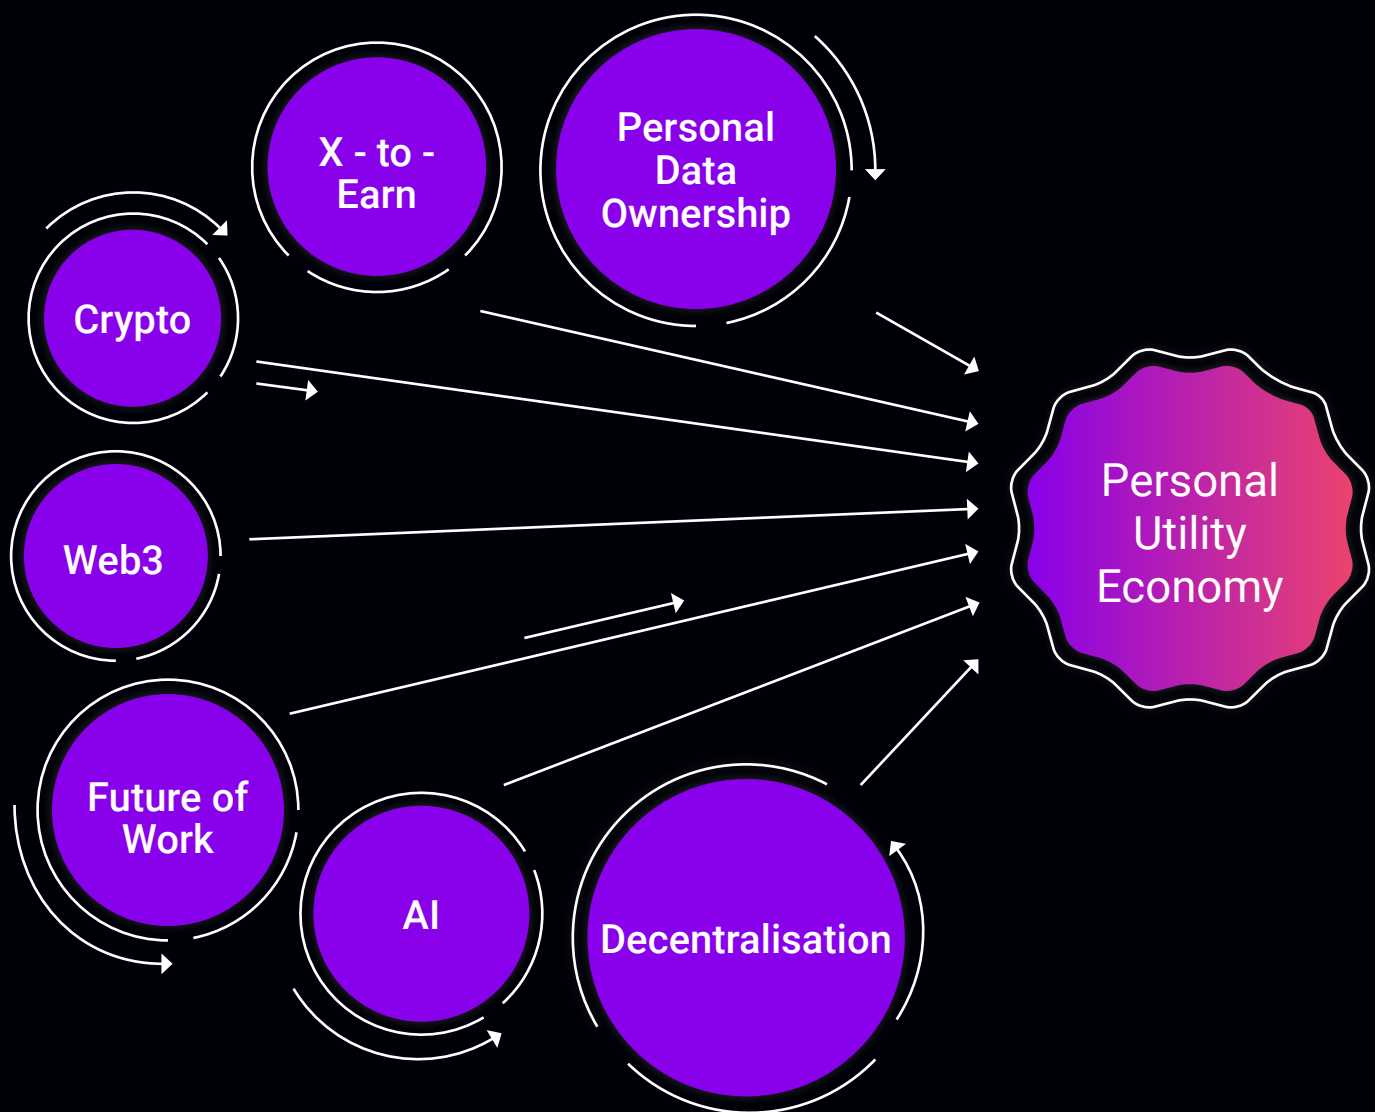 X - to -
Earn
Personal
Data
Ownership
Crypto
Web3
Personal
Utility
Economy
Future of
Work
AI
Decentralisation